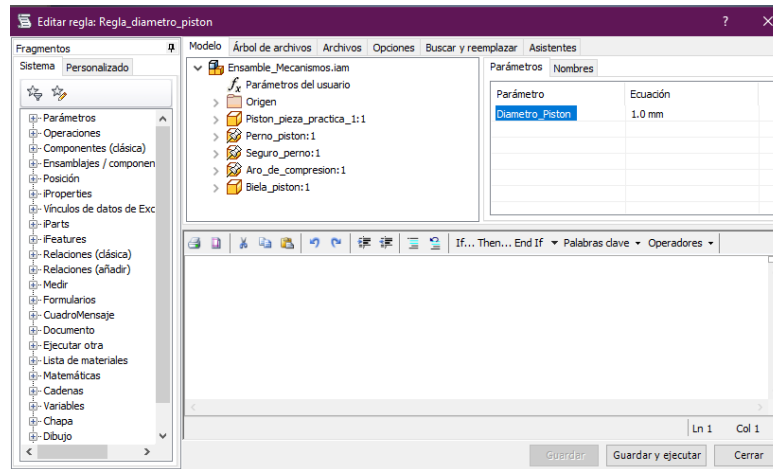 Editar regla: Regla_diametro_piston
Fragmentos
Sistema Personalizado
Parámetros
Operaciones
Componentes (clásica)
Ensamblajes / componen
Posición
iProperties
Vínculos de datos de Exc
iParts
iFeatures
Relaciones (clásica)
Relaciones (añadir)
Medir
Formularios
CuadroMensaje
Documento
Ejecutar otra
Lista de materiales
Matemáticas
Cadenas
Variables
Chapa
Dibujo
Modelo Árbol de archivos Archivos Opciones Buscar y reemplazar Asistentes
Ensamble_Mecanismos.iam
fx Parámetros del usuario
Origen
Piston_pieza_practica_1:1
Perno_piston:1
Seguro_perno:1
Aro_de_compresion:1
Biela_piston:1
Parámetros Nombres
Parámetro Ecuación
Diametro_Piston 1.0 mm
If... Then... End If Palabras clave Operadores
Ln 1 Col 1
Guardar Guardar y ejecutar Cerrar